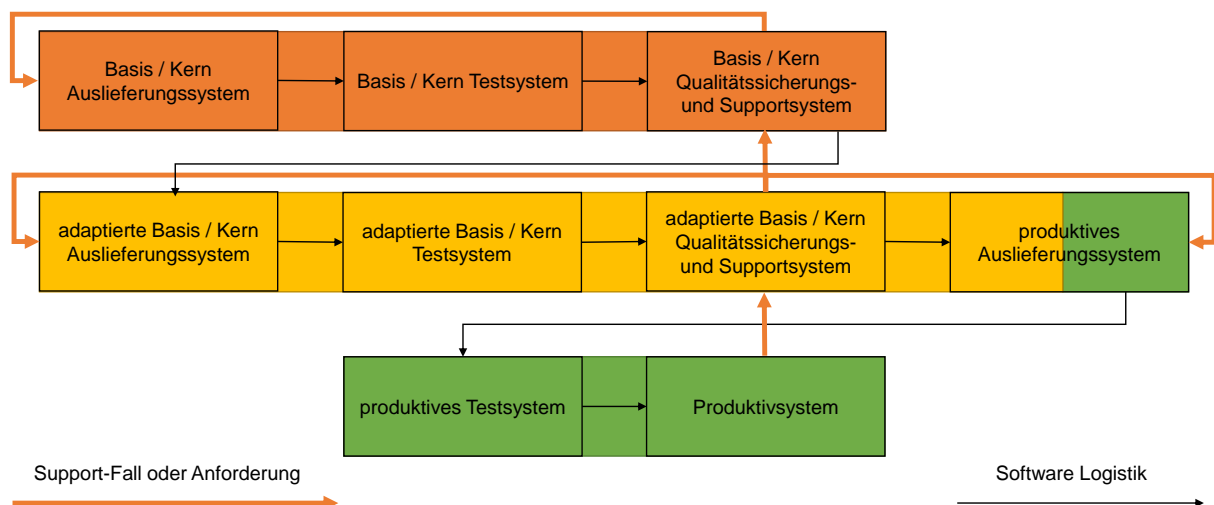 Basis / Kern
Auslieferungssystem
Basis / Kern Testsystem
Basis / Kern
Qualitätssicherungs-
und Supportsystem
adaptierte Basis / Kern
Auslieferungssystem
adaptierte Basis / Kern
Testsystem
adaptierte Basis / Kern
Qualitätssicherungs-
und Supportsystem
produktives
Auslieferungssystem
produktives Testsystem
Produktivsystem
Support-Fall oder Anforderung
Software Logistik